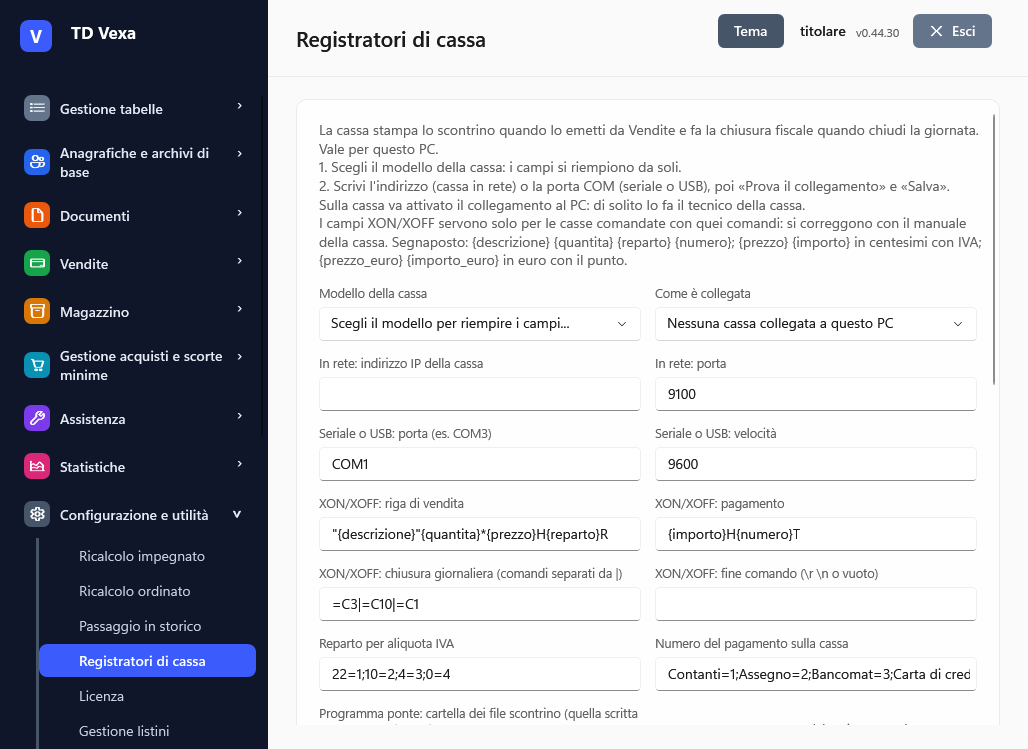 V
TD Vexa
Registratori di cassa
Tema
titolare
v0.44.30
Esci
Gestione tabelle
Anagrafiche e archivi di
base
Documenti
Vendite
Magazzino
Gestione acquisti e scorte
minime
Assistenza
Statistiche
Configurazione e utilità
Ricalcolo impegnato
Ricalcolo ordinato
Passaggio in storico
Registratori di cassa
Licenza
Gestione listini
La cassa stampa lo scontrino quando lo emetti da Vendite e fa la chiusura fiscale quando chiudi la giornata.
Vale per questo PC.
1. Scegli il modello della cassa: i campi si riempiono da soli.
2. Scrivi l'indirizzo (cassa in rete) o la porta COM (seriale o USB), poi «Prova il collegamento» e «Salva».
Sulla cassa va attivato il collegamento al PC: di solito lo fa il tecnico della cassa.
I campi XON/XOFF servono solo per le casse comandate con quei comandi: si correggono con il manuale
della cassa. Segnaposto: {descrizione} {quantita} {reparto} {numero}; {prezzo} {importo} in centesimi con IVA;
{prezzo_euro} {importo_euro} in euro con il punto.
Modello della cassa
Come è collegata
Scegli il modello per riempire i campi...
Nessuna cassa collegata a questo PC
In rete: indirizzo IP della cassa
In rete: porta
9100
Seriale o USB: porta (es. COM3)
Seriale o USB: velocità
COM1
9600
XON/XOFF: riga di vendita
XON/XOFF: pagamento
"{descrizione}"{quantita}*{prezzo}H{reparto}R
{importo}H{numero}T
XON/XOFF: chiusura giornaliera (comandi separati da |)
XON/XOFF: fine comando (\r \n o vuoto)
=C3|=C10|=C1
Reparto per aliquota IVA
Numero del pagamento sulla cassa
22=1;10=2;4=3;0=4
Contanti=1;Assegno=2;Bancomat=3;Carta di cred
Programma ponte: cartella dei file scontrino (quella scritta